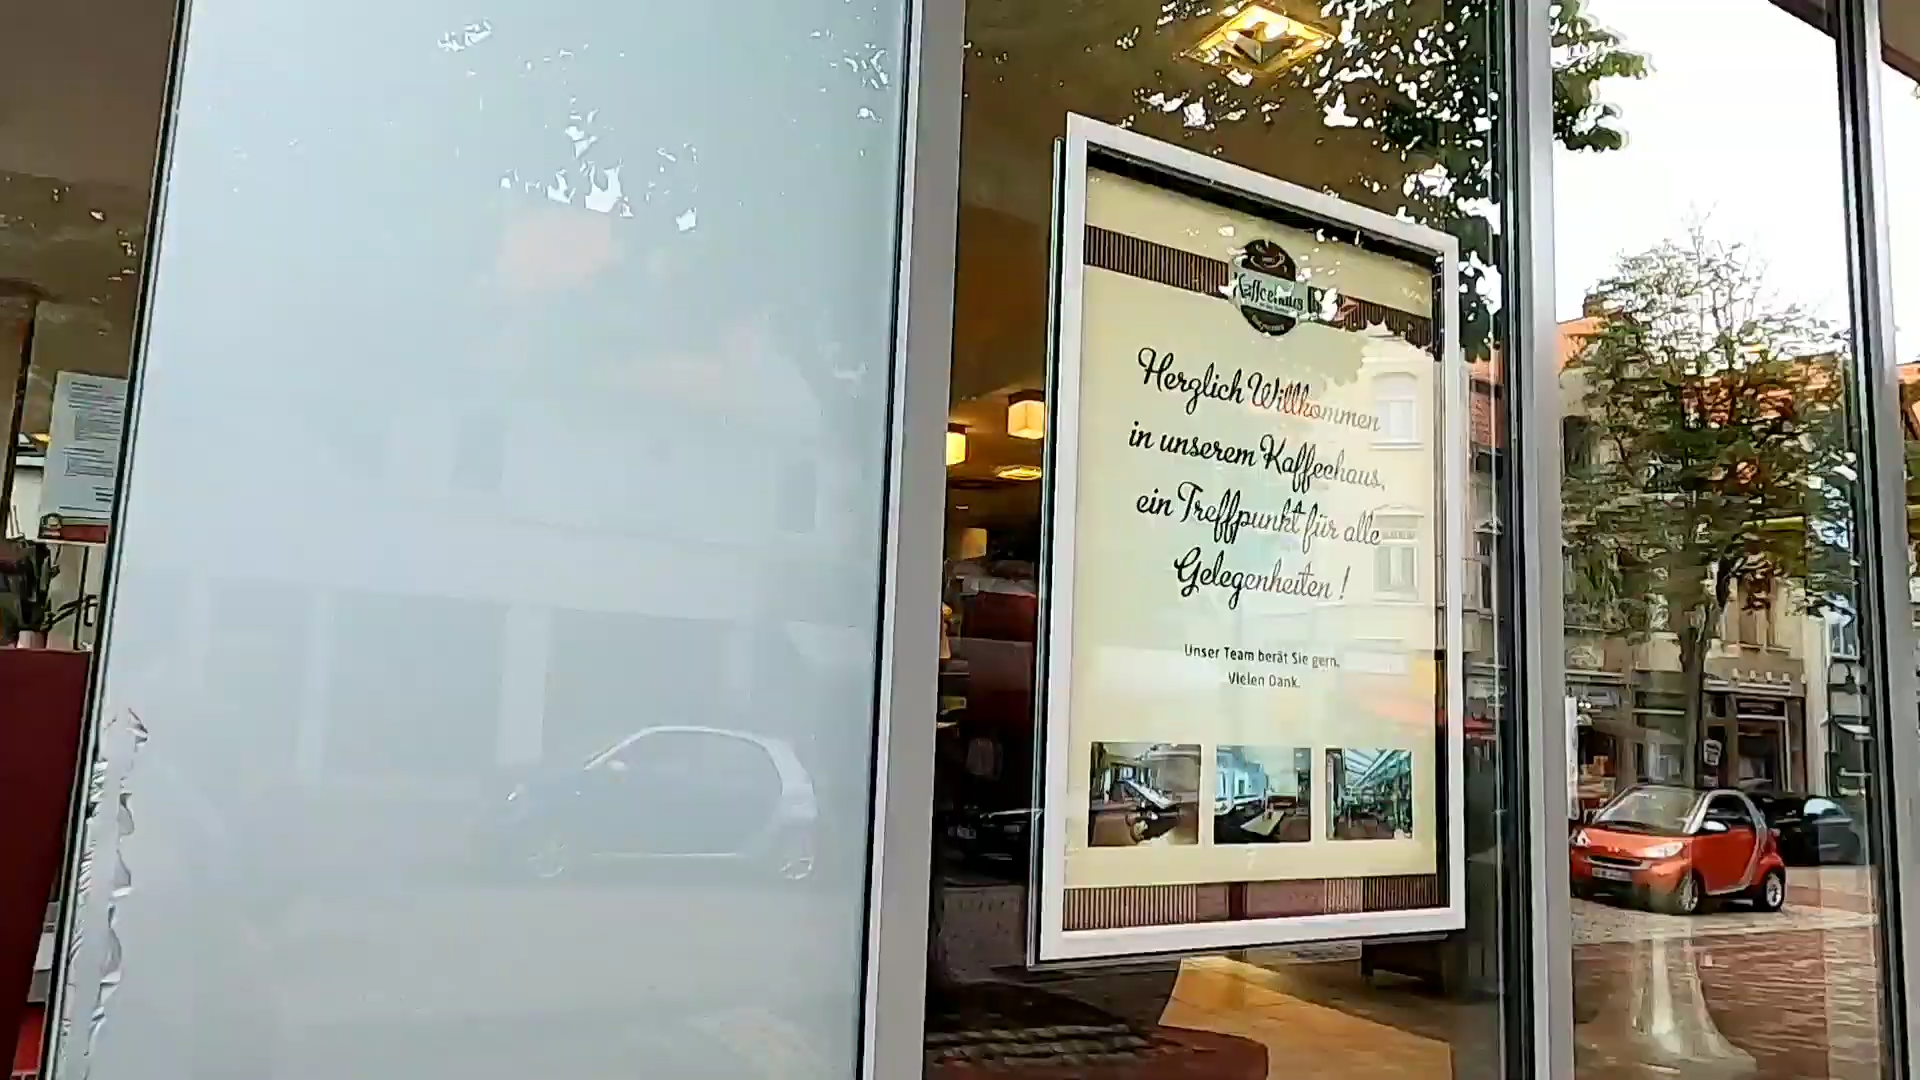 Kaffeehaus
Herzlich Willkommen
in unserem Kaffeehaus,
ein Treffpunkt für alle
Gelegenheiten !
Unser Team berät Sie gern.
Vielen Dank.